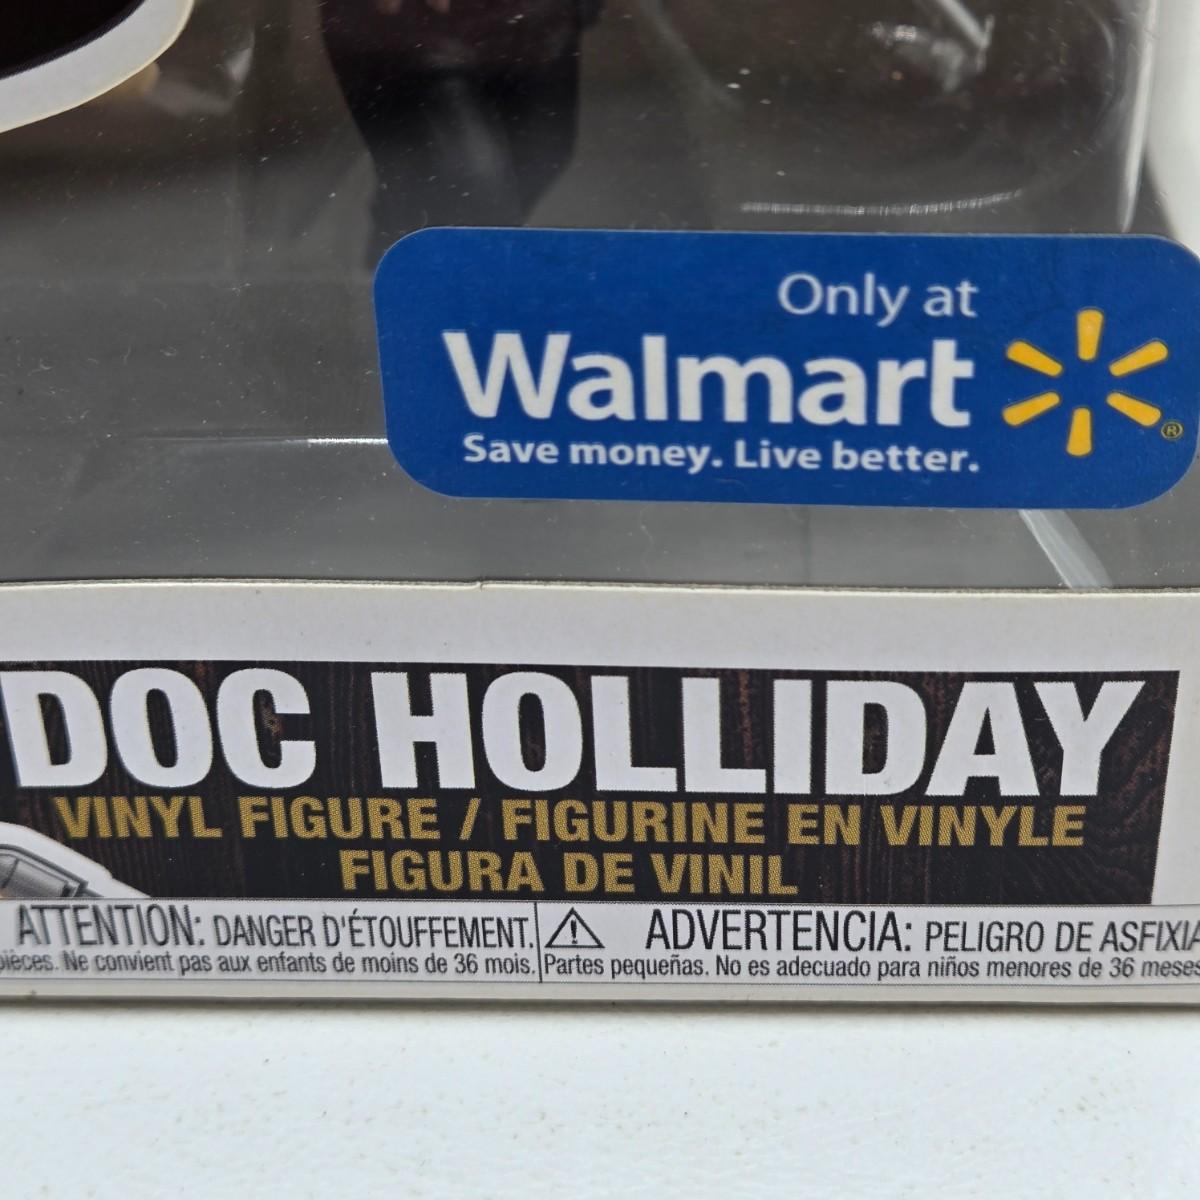 Only at
Walmart
Save money. Live better.
®
DOC HOLLIDAY
VINYL FIGURE / FIGURINE EN VINYLE
FIGURA DE VINIL
ATTENTION: DANGER D'ÉTOUFFEMENT.
pièces. Ne convient pas aux enfants de moins de 36 mois.
ADVERTENCIA: PELIGRO DE ASFIXIA
Partes pequeñas. No es adecuado para niños menores de 36 meses